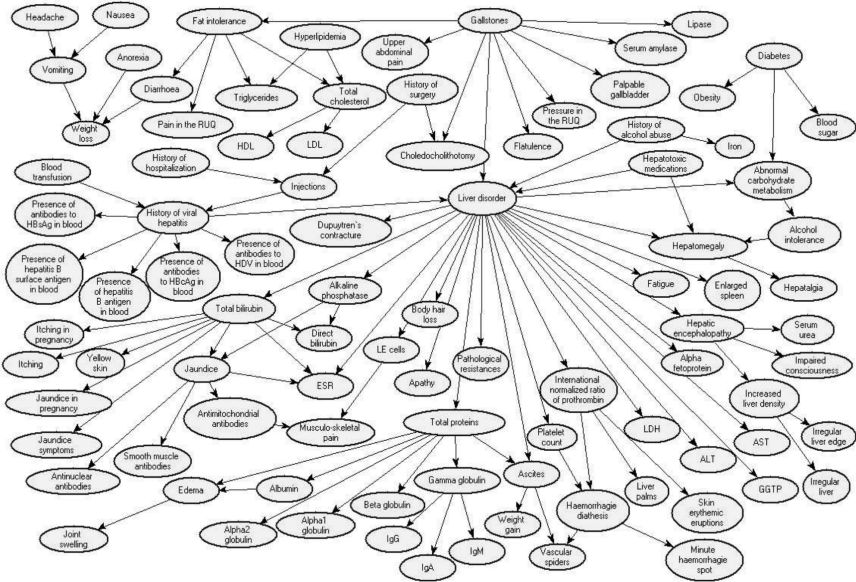 Headache
Nausea
Fat intolerance
Gallstones
Lipase
Hyperlipidemia
Upper
abdominal
pain
Serum amylase
Vomiting
Anorexia
Diabetes
Diarrhoea
Triglycerides
Total
cholesterol
History of
surgery
Palpable
gallbladder
Obesity
Weight
loss
Pain in the RUQ
HDL
LDL
Flatulence
Pressure in
the RUQ
Blood
sugar
History of
alcohol abuse
Iron
Choledocholithotomy
History of
hospitalization
Hepatotoxic
medications
Blood
transfusion
Injections
Abnormal
carbohydrate
metabolism
Liver disorder
Presence of
antibodies to
HBsAg in blood
History of viral
hepatitis
Dupuytren`s
contracture
Alcohol
intolerance
Hepatomegaly
Presence of
hepatitis B
surface antigen
in blood
Presence
of hepatitis
B antigen
in blood
Presence of
antibodies
to HBcAg in
blood
Presence of
antibodies to
HDV in blood
Alkaline
phosphatase
Fatigue
Enlarged
spleen
Hepatalgia
Total bilirubin
Body hair
loss
Itching in
pregnancy
Direct
bilirubin
LE cells
Hepatic
encephalopathy
Serum
urea
Itching
Yellow
skin
Jaundice
ESR
Apathy
Pathological
resistances
International
normalized ratio
of prothrombin
Alpha
fetoprotein
Impaired
consciousness
Jaundice in
pregnancy
Increased
liver density
Antimitochondrial
antibodies
Musculo-skeletal
pain
Total proteins
Platelet
count
LDH
Irregular
liver edge
Jaundice
symptoms
Smooth muscle
antibodies
AST
ALT
Antinuclear
antibodies
Edema
Albumin
Gamma globulin
Ascites
Liver
palms
GGTP
Irregular
liver
Beta globulin
Haemorrhagie
diathesis
Skin
erythemic
eruptions
Joint
swelling
Alpha2
globulin
Alpha1
globulin
IgG
IgA
IgM
Weight
gain
Vascular
spiders
Minute
haemorrhagie
spot